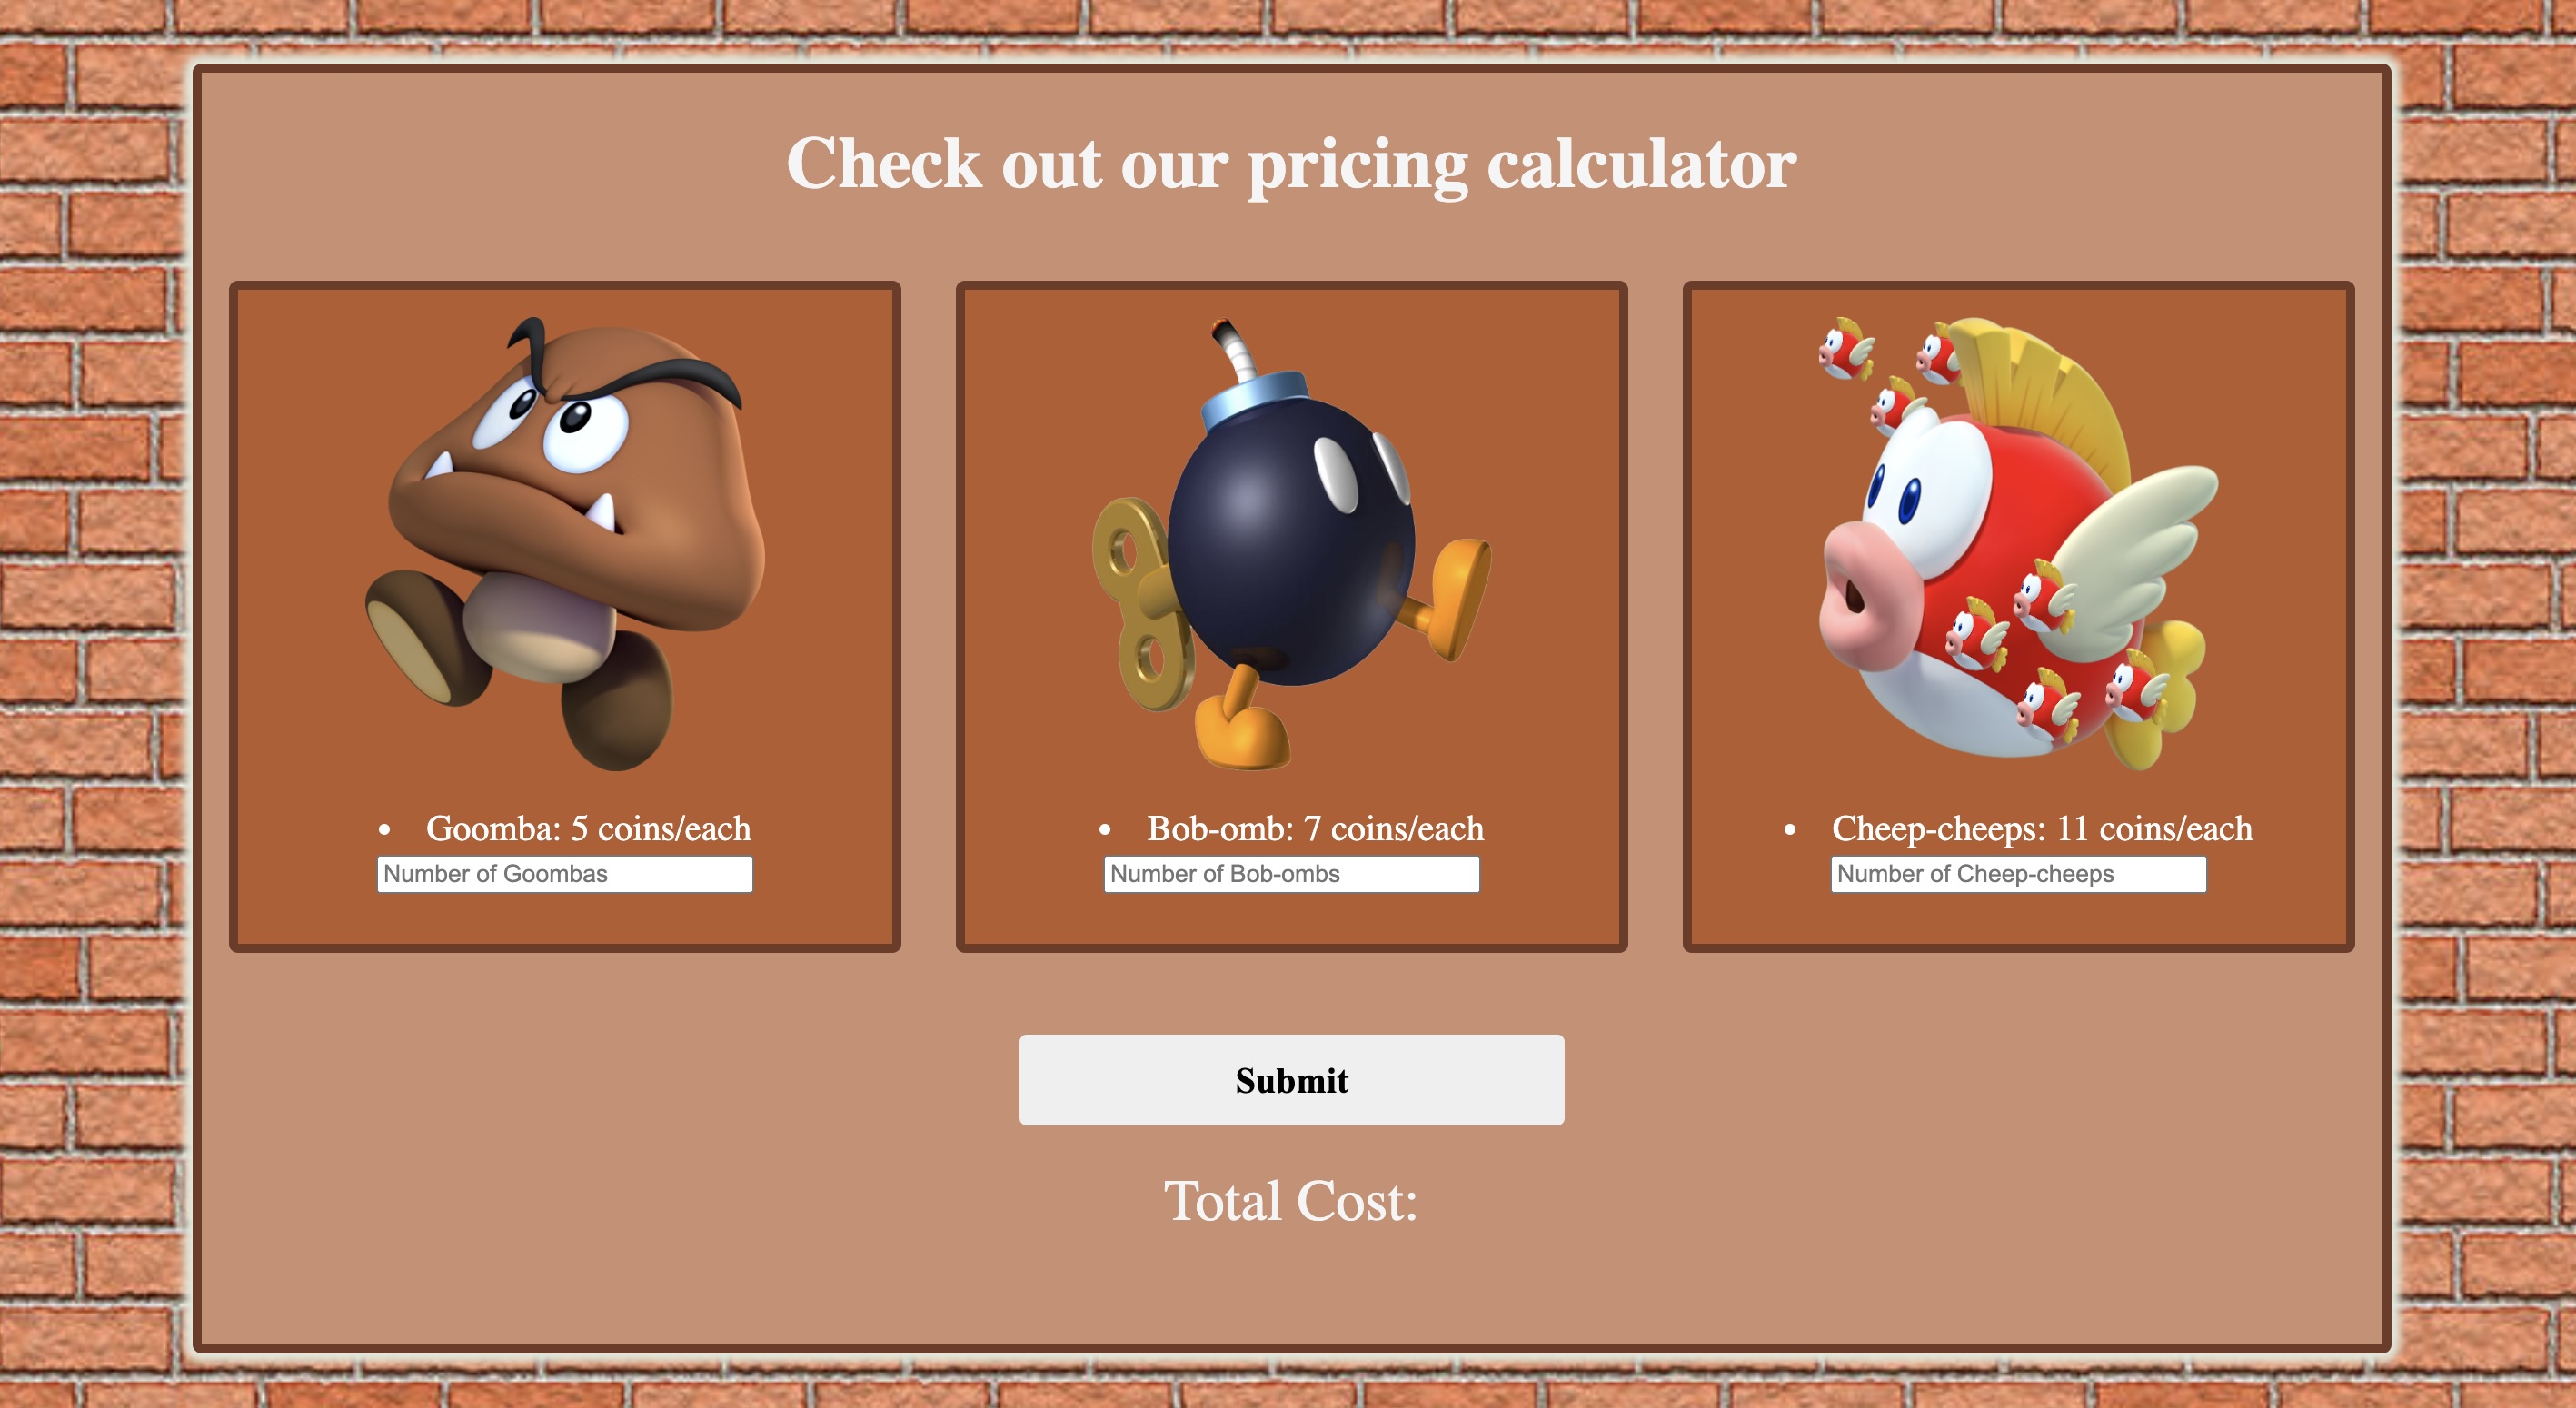 Check out our pricing calculator
Goomba: 5 coins/each
Number of Goombas
Bob-omb: 7 coins/each
Number of Bob-ombs
Cheep-cheeps: 11 coins/each
Number of Cheep-cheeps
Submit
Total Cost: